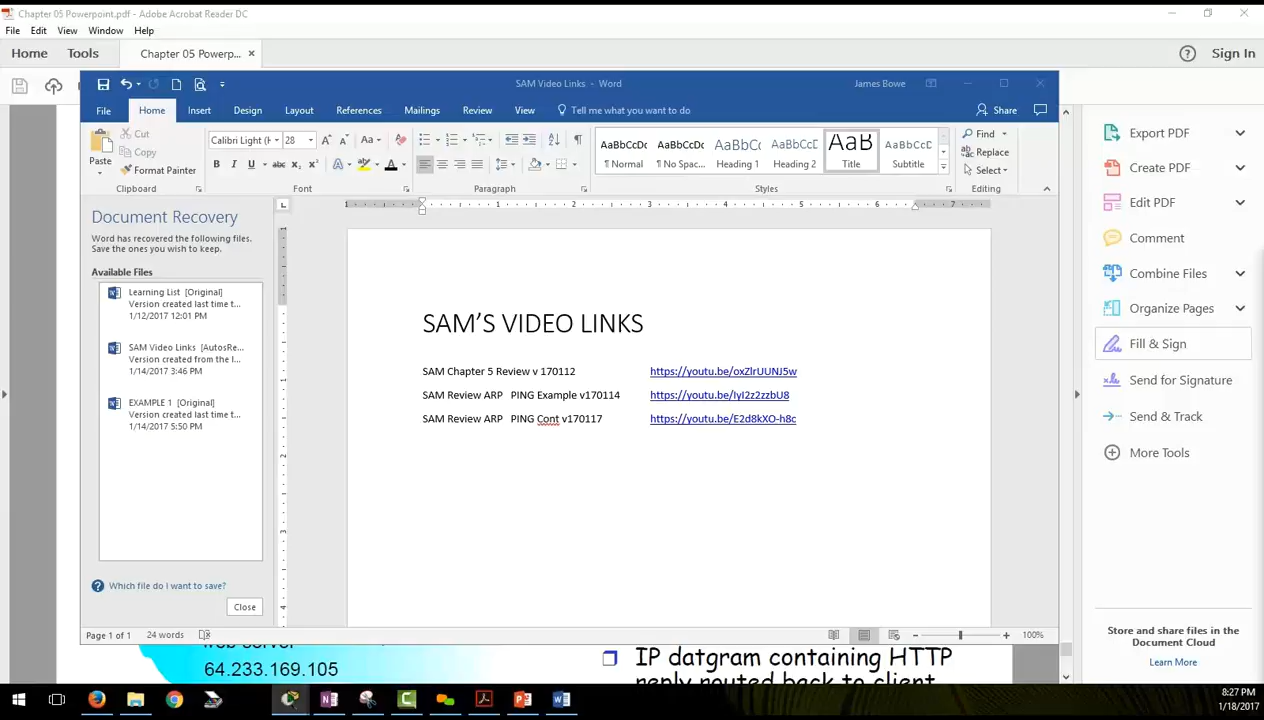 Chapter 05 Powerpoint.pdf - Adobe Acrobat Reader DC
File Edit View Window Help
Home Tools Chapter 05 Powerp... × Sign In
SAM Video Links - Word James Bowe
File Home Insert Design Layout References Mailings Review View Tell me what you want to do Share
Paste Cut Copy Format Painter
Calibri Light (H 28
AaBbCcDc AaBbCcDc AaBbCc AaBbCcC AaB AaBbCcD
¶ Normal ¶ No Spac... Heading 1 Heading 2 Title Subtitle
Find Replace Select
Clipboard Font Paragraph Styles Editing
Document Recovery
Word has recovered the following files.
Save the ones you wish to keep.
Available Files
Learning List [Original]
Version created last time t...
1/12/2017 12:01 PM
SAM Video Links [AutosRe...
Version created from the l...
1/14/2017 3:46 PM
EXAMPLE 1 [Original]
Version created last time t...
1/14/2017 5:50 PM
Which file do I want to save?
Close
SAM'S VIDEO LINKS
SAM Chapter 5 Review v 170112 https://youtu.be/oxZlrUUNJ5w
SAM Review ARP PING Example v170114 https://youtu.be/IyI2z2zzbU8
SAM Review ARP PING Cont v170117 https://youtu.be/E2d8kXO-h8c
Page 1 of 1 24 words 100%
Export PDF
Create PDF
Edit PDF
Comment
Combine Files
Organize Pages
Fill & Sign
Send for Signature
Send & Track
More Tools
Store and share files in the
Document Cloud
Learn More
web server
64.233.169.105
IP datgram containing HTTP
reply routed back to client
8:27 PM
1/18/2017